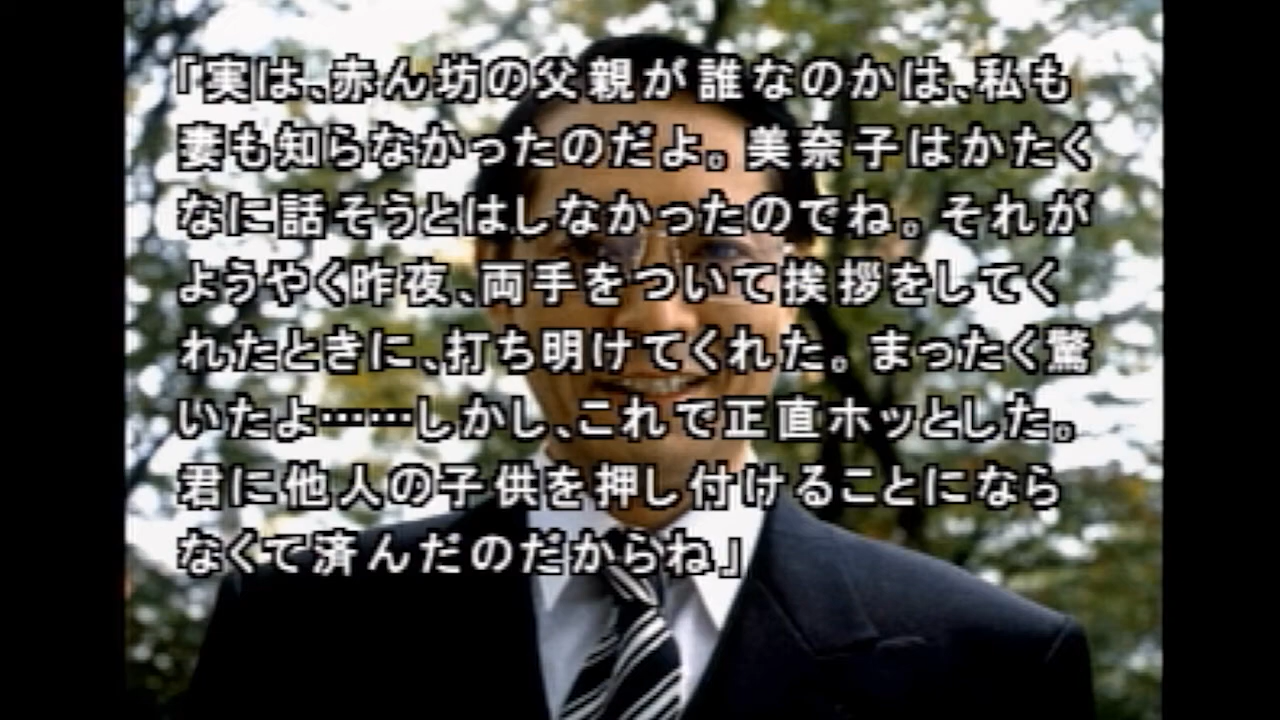 「実は、赤ん坊の父親が誰なのかは、私も
妻も知らなかったのだよ。美奈子はかたく
なに話そうとはしなかったのでね。それが
ようやく昨夜、両手をついて挨拶をしてく
れたときに、打ち明けてくれた。まったく驚
いたよ……しかし、これで正直ホッとした。
君に他人の子供を押し付けることになら
なくて済んだのだからね」